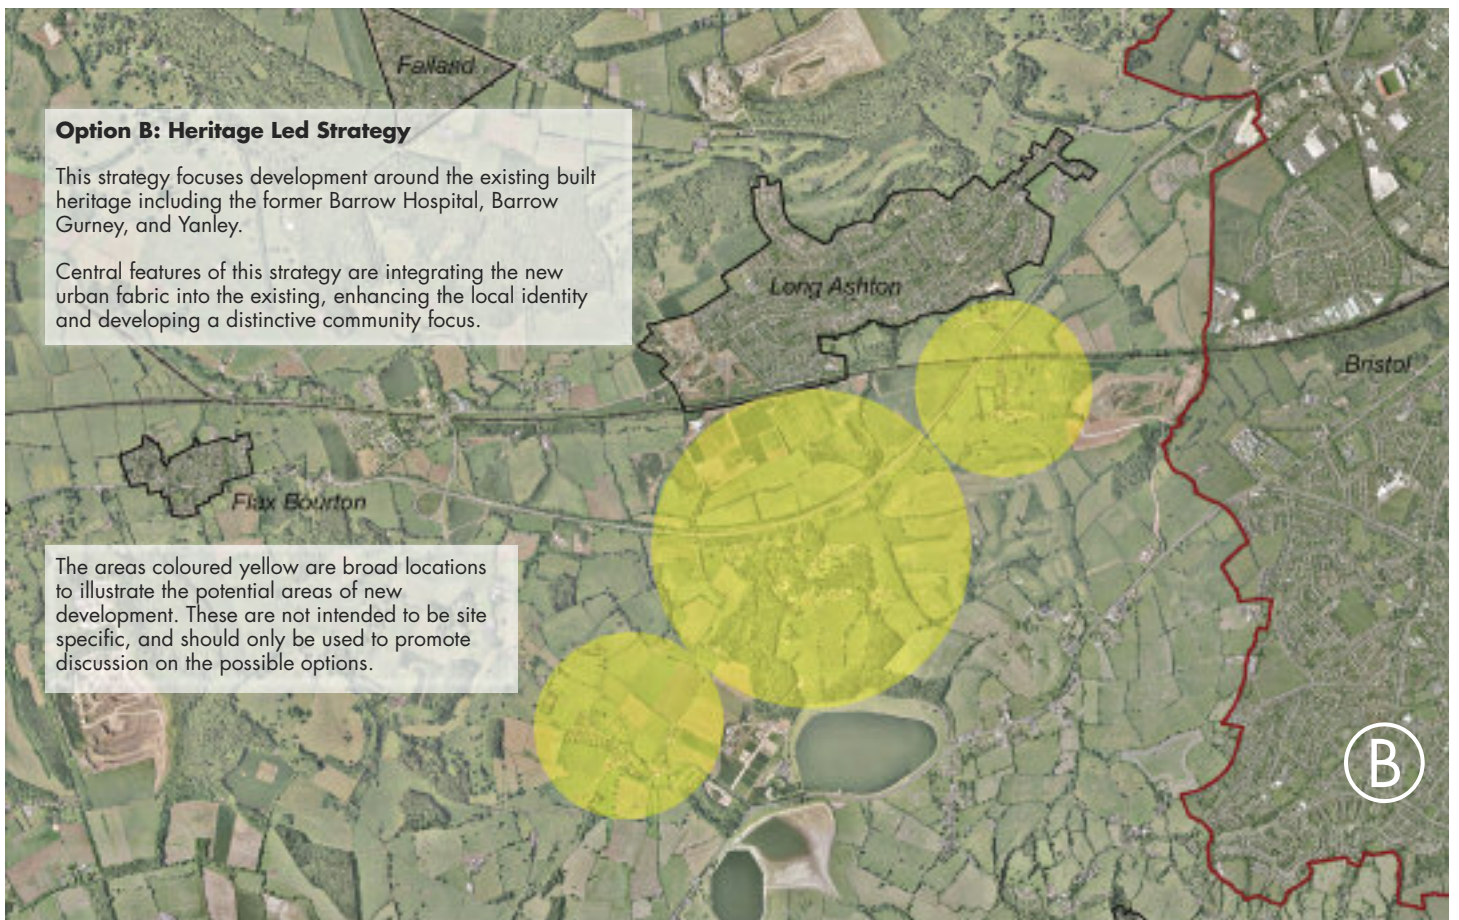 Failand
Option B: Heritage Led Strategy
This strategy focuses development around the existing built
heritage including the former Barrow Hospital, Barrow
Gurney, and Yanley.
Central features of this strategy are integrating the new
urban fabric into the existing, enhancing the local identity
and developing a distinctive community focus.
Long Ashton
Bristol
Flax Bourton
The areas coloured yellow are broad locations
to illustrate the potential areas of new
development. These are not intended to be site
specific, and should only be used to promote
discussion on the possible options.
B